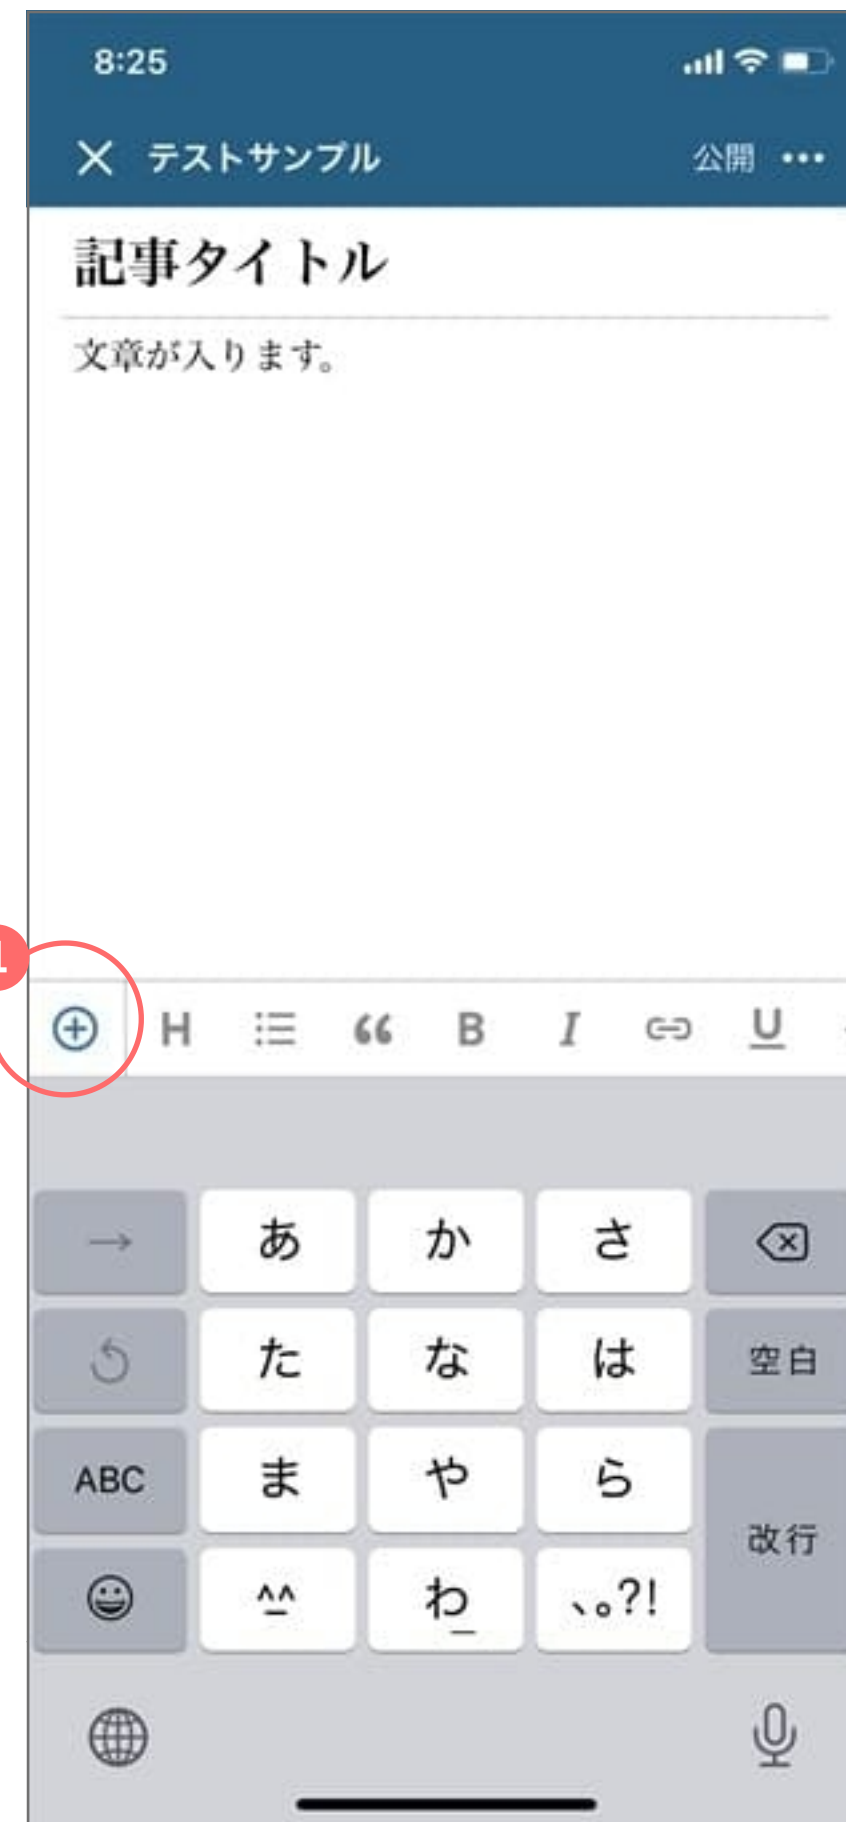 8:25
テストサンプル 公開
記事タイトル
文章が入ります。
1
H B I U
→ あ か さ
た な は 空白
ABC ま や ら
^^ わ_ 、。?! 改行